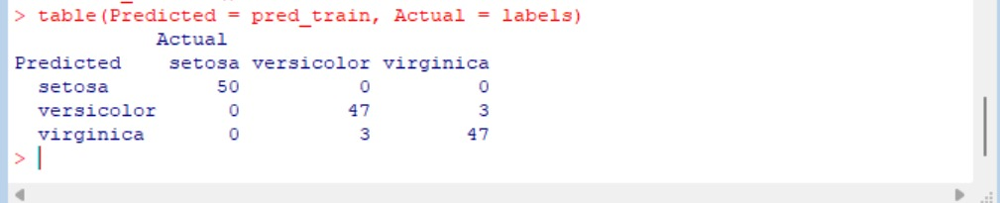 > table(Predicted = pred_train, Actual = labels)
Actual
Predicted setosa versicolor virginica
setosa 50 0 0
versicolor 0 47 3
virginica 0 3 47
>